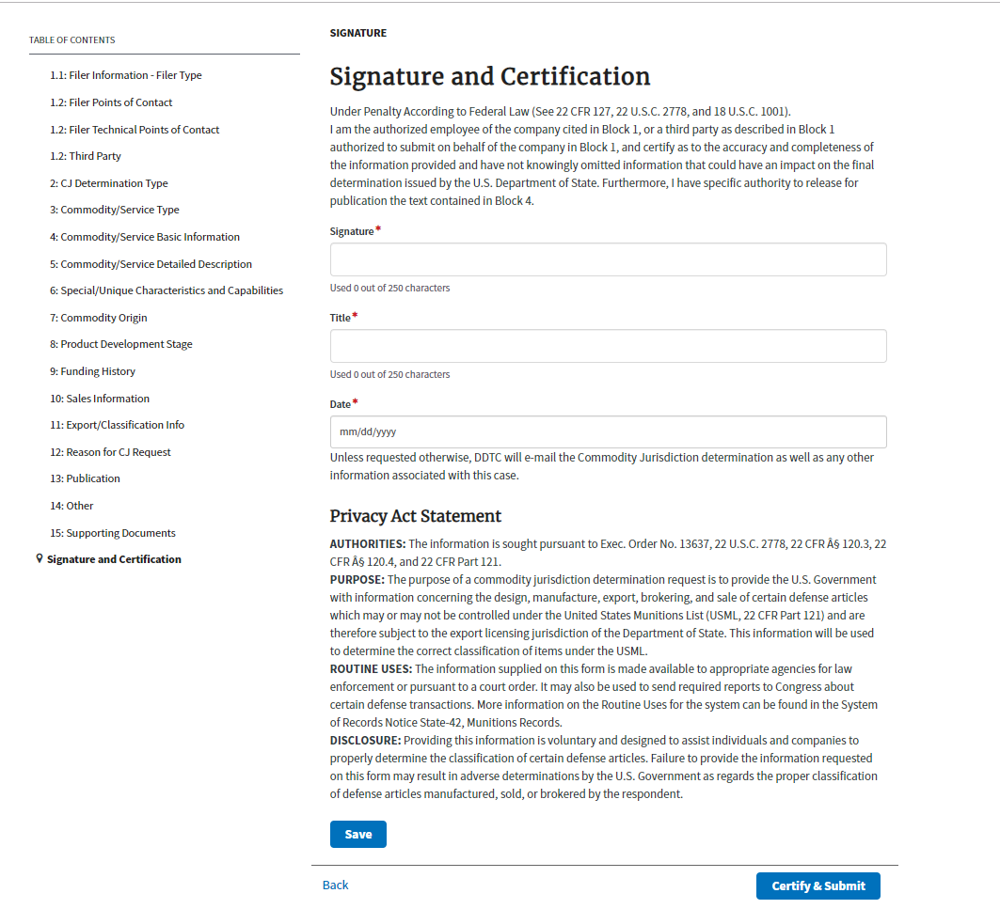 TABLE OF CONTENTS
1.1: Filer Information - Filer Type
1.2: Filer Points of Contact
1.2: Filer Technical Points of Contact
1.2: Third Party
2: CJ Determination Type
3: Commodity/Service Type
4: Commodity/Service Basic Information
5: Commodity/Service Detailed Description
6: Special/Unique Characteristics and Capabilities
7: Commodity Origin
8: Product Development Stage
9: Funding History
10: Sales Information
11: Export/Classification Info
12: Reason for CJ Request
13: Publication
14: Other
15: Supporting Documents
Signature and Certification
SIGNATURE
Signature and Certification
Under Penalty According to Federal Law (See 22 CFR 127, 22 U.S.C. 2778, and 18 U.S.C. 1001).
I am the authorized employee of the company cited in Block 1, or a third party as described in Block 1
authorized to submit on behalf of the company in Block 1, and certify as to the accuracy and completeness of
the information provided and have not knowingly omitted information that could have an impact on the final
determination issued by the U.S. Department of State. Furthermore, I have specific authority to release for
publication the text contained in Block 4.
Signature*
Used 0 out of 250 characters
Title*
Used 0 out of 250 characters
Date*
mm/dd/yyyy
Unless requested otherwise, DDTC will e-mail the Commodity Jurisdiction determination as well as any other
information associated with this case.
Privacy Act Statement
AUTHORITIES: The information is sought pursuant to Exec. Order No. 13637, 22 U.S.C. 2778, 22 CFR Â§ 120.3, 22
CFR Â§ 120.4, and 22 CFR Part 121.
PURPOSE: The purpose of a commodity jurisdiction determination request is to provide the U.S. Government
with information concerning the design, manufacture, export, brokering, and sale of certain defense articles
which may or may not be controlled under the United States Munitions List (USML, 22 CFR Part 121) and are
therefore subject to the export licensing jurisdiction of the Department of State. This information will be used
to determine the correct classification of items under the USML.
ROUTINE USES: The information supplied on this form is made available to appropriate agencies for law
enforcement or pursuant to a court order. It may also be used to send required reports to Congress about
certain defense transactions. More information on the Routine Uses for the system can be found in the System
of Records Notice State-42, Munitions Records.
DISCLOSURE: Providing this information is voluntary and designed to assist individuals and companies to
properly determine the classification of certain defense articles. Failure to provide the information requested
on this form may result in adverse determinations by the U.S. Government as regards the proper classification
of defense articles manufactured, sold, or brokered by the respondent.
Save
Back
Certify & Submit